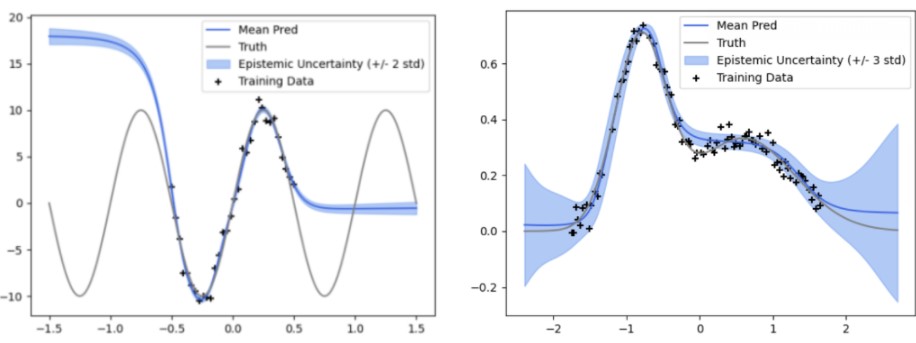 Mean Pred
Truth
Epistemic Uncertainty (+/- 2 std)
Training Data
20
15
10
5
0
−5
−10
−1.5 −1.0 −0.5 0.0 0.5 1.0 1.5
Mean Pred
Truth
Epistemic Uncertainty (+/- 3 std)
Training Data
0.6
0.4
0.2
0.0
−0.2
−2 −1 0 1 2